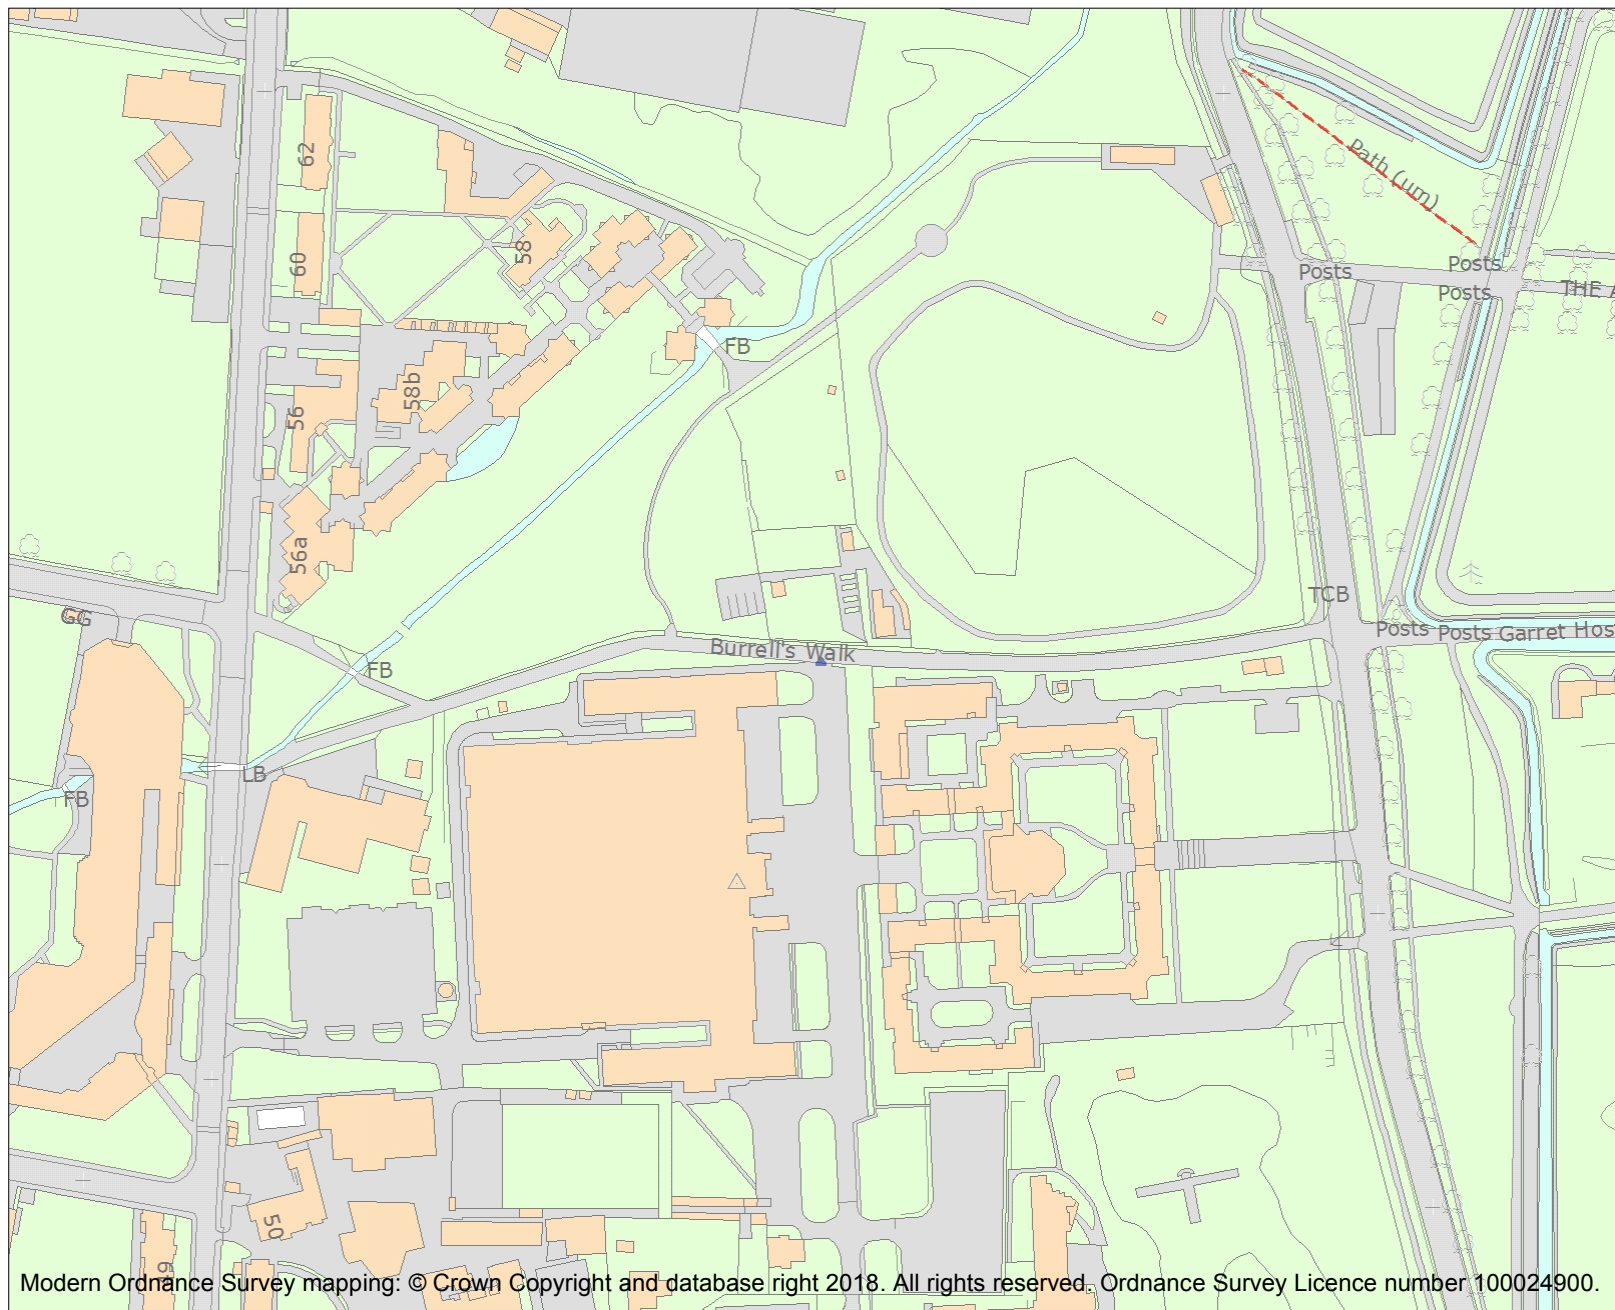 62
Path (um)
58
60
Posts
Posts
Posts
THE A
FB
58b
56
56a
TCB
GG
Posts
Posts
Garret Hos
Burrell's Walk
FB
LB
FB
50
Modern Ordnance Survey mapping: © Crown Copyright and database right 2018. All rights reserved. Ordnance Survey Licence number 100024900.